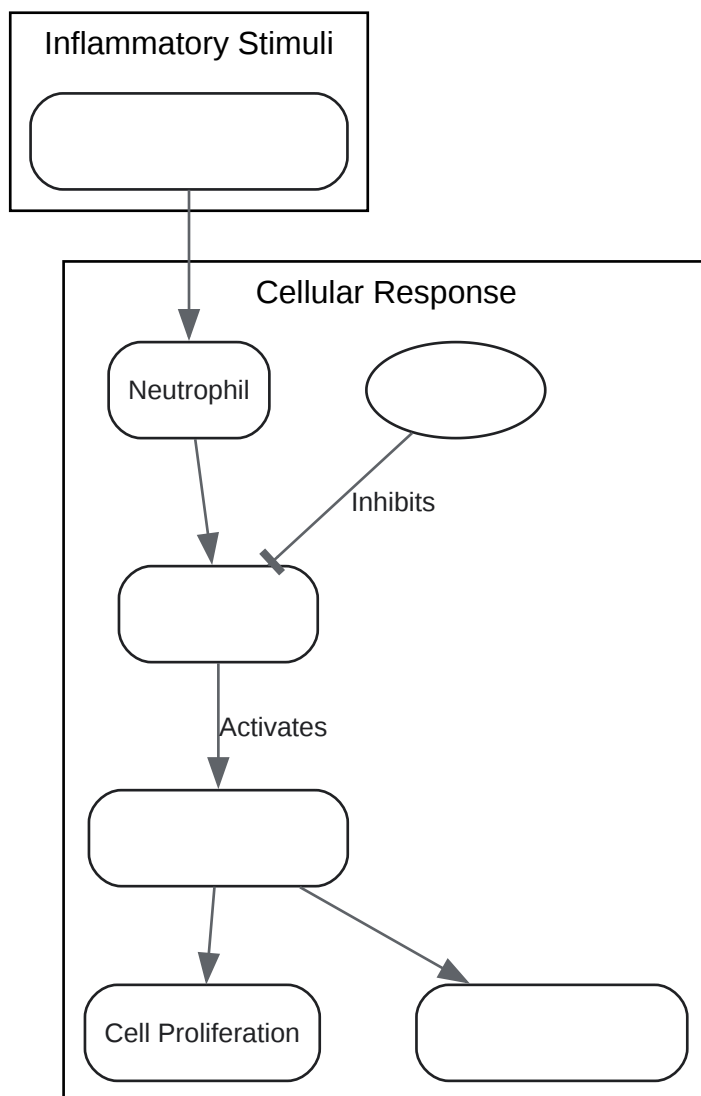 Inflammatory Stimuli
Cellular Response
Neutrophil
Inhibits
Activates
Cell Proliferation